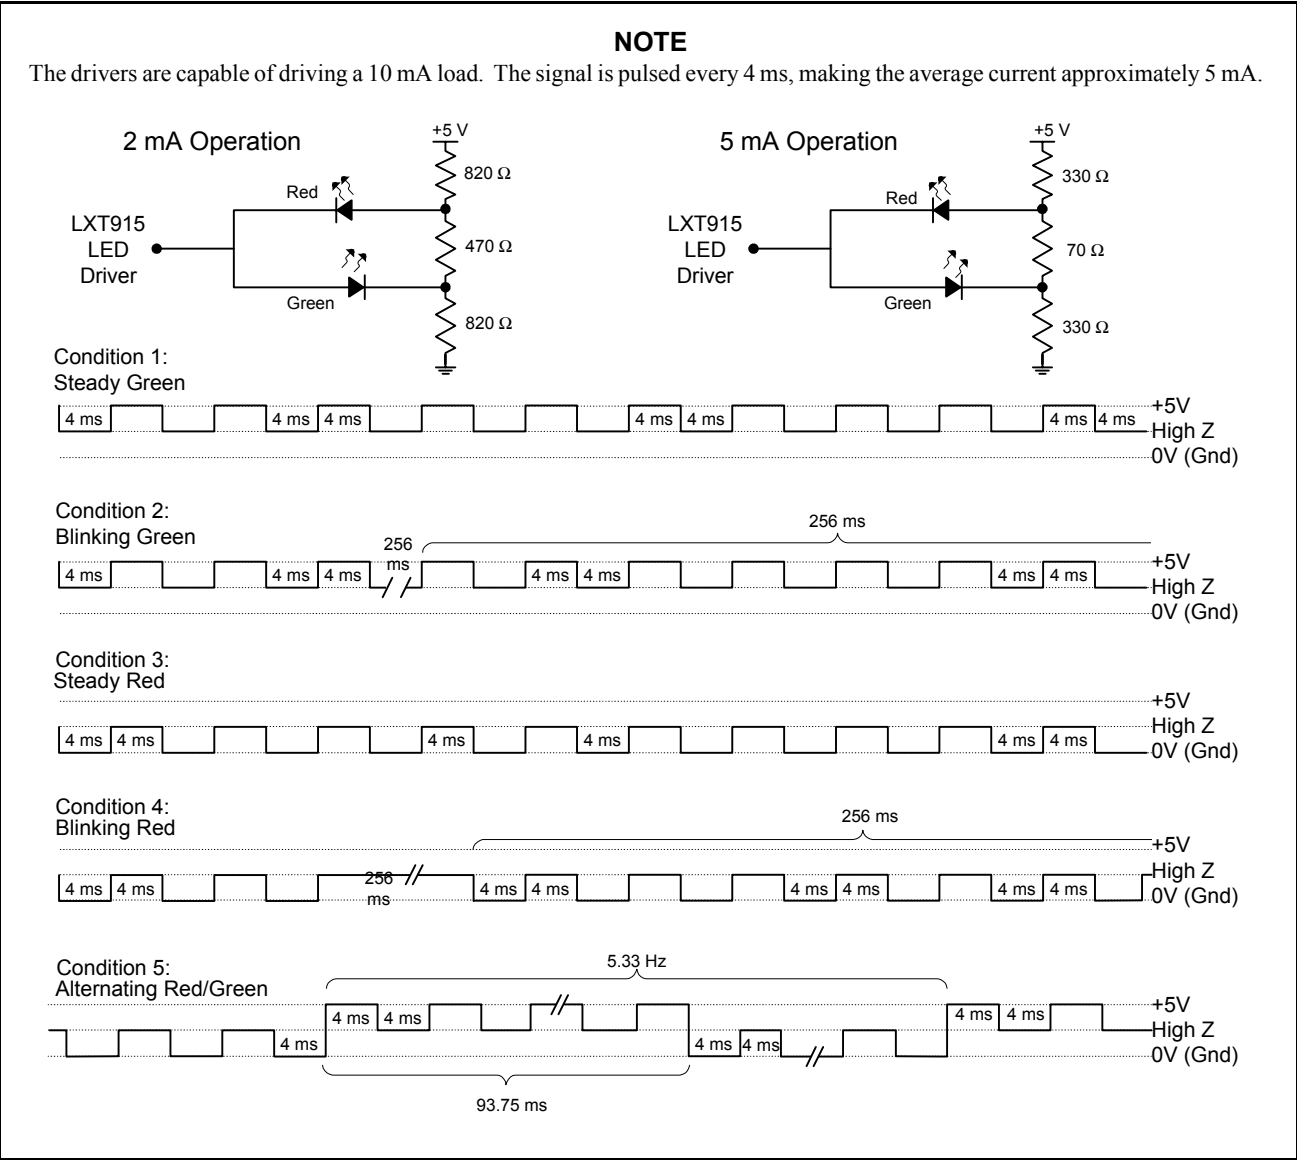 NOTE
The drivers are capable of driving a 10 mA load. The signal is pulsed every 4 ms, making the average current approximately 5 mA.
2 mA Operation
+5 V
820 Ω
Red
LXT915
LED
Driver
470 Ω
Green
820 Ω
5 mA Operation
+5 V
330 Ω
Red
LXT915
LED
Driver
70 Ω
Green
330 Ω
Condition 1:
Steady Green
4 ms 4 ms 4 ms 4 ms 4 ms 4 ms 4 ms
+5V
High Z
0V (Gnd)
Condition 2:
Blinking Green
256 ms
256
ms
4 ms 4 ms 4 ms 4 ms 4 ms 4 ms 4 ms
+5V
High Z
0V (Gnd)
Condition 3:
Steady Red
+5V
High Z
4 ms 4 ms 4 ms 4 ms 4 ms 4 ms
0V (Gnd)
Condition 4:
Blinking Red
256 ms
+5V
High Z
256
ms
4 ms 4 ms 4 ms 4 ms 4 ms 4 ms 4 ms 4 ms
0V (Gnd)
Condition 5:
Alternating Red/Green
5.33 Hz
4 ms 4 ms 4 ms 4 ms
+5V
High Z
4 ms 4 ms 4 ms
0V (Gnd)
93.75 ms